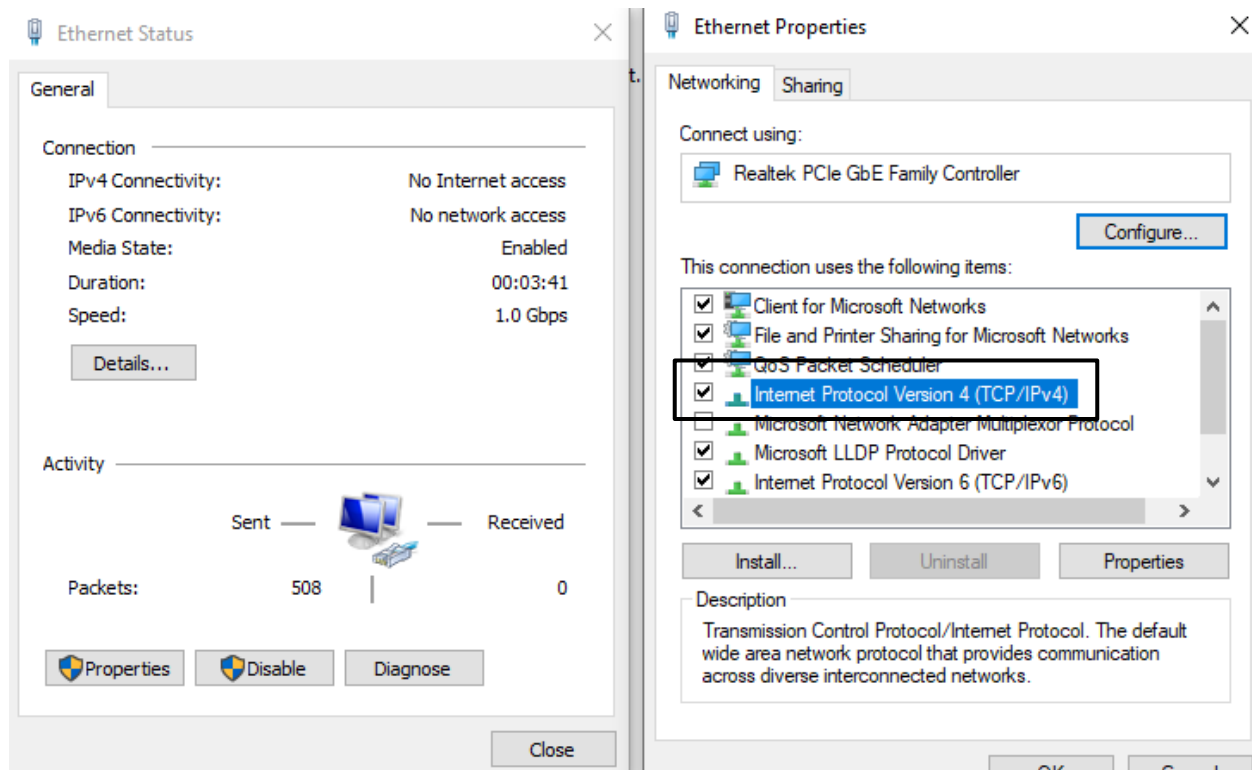 Ethernet Status
General
Connection
IPv4 Connectivity: No Internet access
IPv6 Connectivity: No network access
Media State: Enabled
Duration: 00:03:41
Speed: 1.0 Gbps
Details...
Activity
Sent Received
Packets: 508 0
Properties Disable Diagnose
Close
t.
Ethernet Properties
Networking Sharing
Connect using:
Realtek PCIe GbE Family Controller
Configure...
This connection uses the following items:
Client for Microsoft Networks
File and Printer Sharing for Microsoft Networks
QoS Packet Scheduler
Internet Protocol Version 4 (TCP/IPv4)
Microsoft Network Adapter Multiplexor Protocol
Microsoft LLDP Protocol Driver
Internet Protocol Version 6 (TCP/IPv6)
Install... Uninstall Properties
Description
Transmission Control Protocol/Internet Protocol. The default
wide area network protocol that provides communication
across diverse interconnected networks.